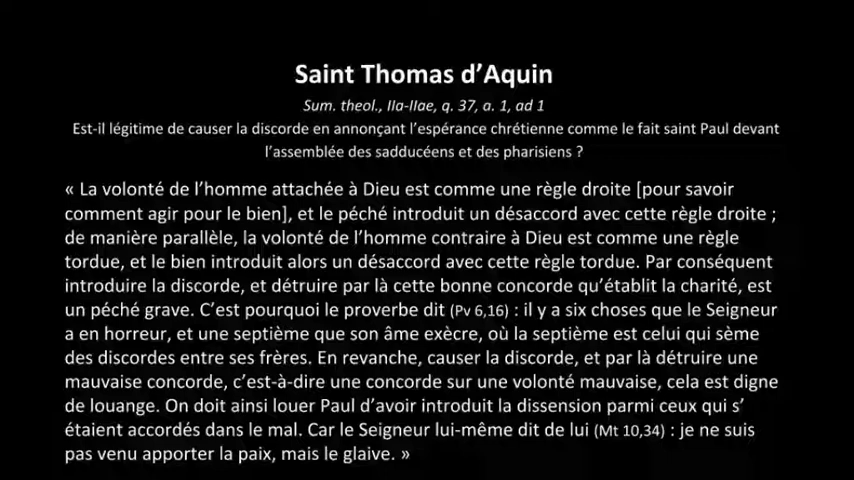 Saint Thomas d’Aquin
Sum. theol., IIa-IIae, q. 37, a. 1, ad 1
Est-il légitime de causer la discorde en annonçant l’espérance chrétienne comme le fait saint Paul devant
l’assemblée des sadducéens et des pharisiens ?
« La volonté de l’homme attachée à Dieu est comme une règle droite [pour savoir
comment agir pour le bien], et le péché introduit un désaccord avec cette règle droite ;
de manière parallèle, la volonté de l’homme contraire à Dieu est comme une règle
tordue, et le bien introduit alors un désaccord avec cette règle tordue. Par conséquent
introduire la discorde, et détruire par là cette bonne concorde qu’établit la charité, est
un péché grave. C’est pourquoi le proverbe dit (Pv 6,16) : il y a six choses que le Seigneur
a en horreur, et une septième que son âme exècre, où la septième est celui qui sème
des discordes entre ses frères. En revanche, causer la discorde, et par là détruire une
mauvaise concorde, c’est-à-dire une concorde sur une volonté mauvaise, cela est digne
de louange. On doit ainsi louer Paul d’avoir introduit la dissension parmi ceux qui s’
étaient accordés dans le mal. Car le Seigneur lui-même dit de lui (Mt 10,34) : je ne suis
pas venu apporter la paix, mais le glaive. »